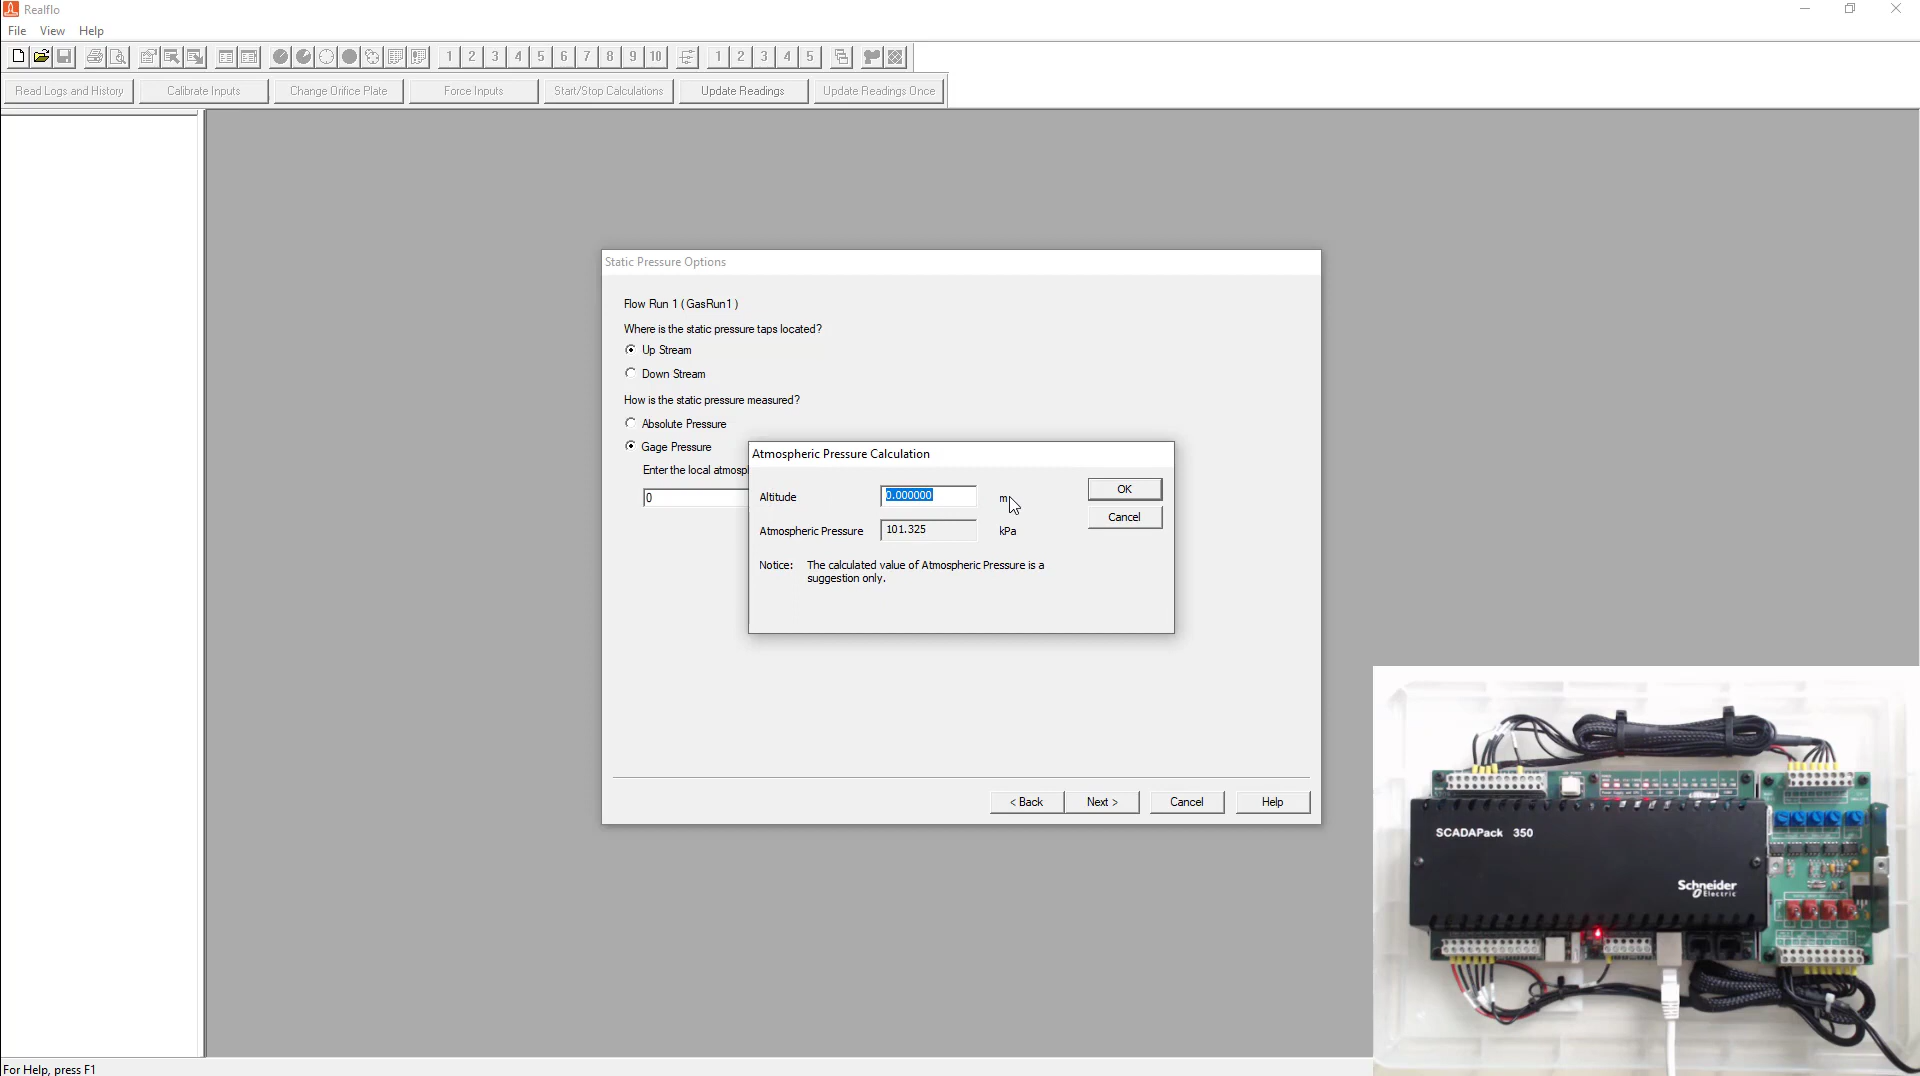 Realflo
File View Help
1 2 3 4 5 6 7 8 9 10 1 2 3 4 5
Read Logs and History Calibrate Inputs Change Orifice Plate Force Inputs Start/Stop Calculations Update Readings Update Readings Once
Static Pressure Options
Flow Run 1 ( GasRun1 )
Where is the static pressure taps located?
Up Stream
Down Stream
How is the static pressure measured?
Absolute Pressure
Gage Pressure
Enter the local atmosp
0
Atmospheric Pressure Calculation
Altitude 0.000000 m
Atmospheric Pressure 101.325 kPa
OK
Cancel
Notice: The calculated value of Atmospheric Pressure is a
suggestion only.
< Back Next > Cancel Help
SCADAPack 350
Schneider
Electric
For Help, press F1